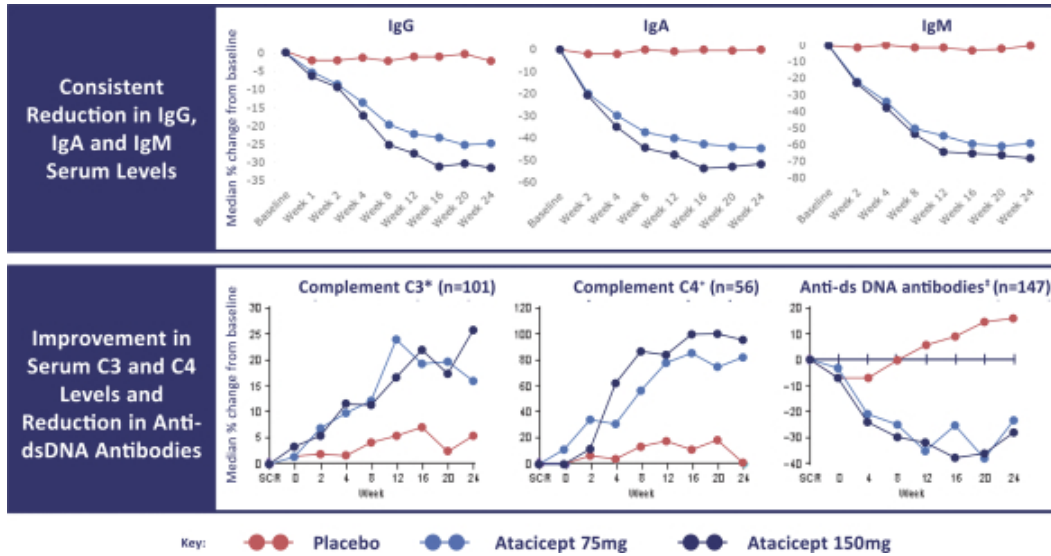 Consistent
Reduction in IgG,
IgA and IgM
Serum Levels
Median % change from baseline
IgG
0
-5
-10
-15
-20
-25
-30
-35
Baseline
Week 1
Week 2
Week 4
Week 8
Week 12
Week 16
Week 20
Week 24
IgA
0
-10
-20
-30
-40
-50
-60
Baseline
Week 2
Week 4
Week 8
Week 12
Week 16
Week 20
Week 24
IgM
0
-10
-20
-30
-40
-50
-60
-70
-80
Baseline
Week 2
Week 4
Week 8
Week 12
Week 16
Week 20
Week 24
Improvement in
Serum C3 and C4
Levels and
Reduction in Anti-
dsDNA Antibodies
Median % change from baseline
Complement C3* (n=101)
30
25
20
15
10
5
0
SCR 0 2 4 8 12 16 20 24
Week
Complement C4⁺ (n=56)
120
100
80
60
40
20
0
SCR 0 2 4 8 12 16 20 24
Week
Anti-ds DNA antibodies‡ (n=147)
20
10
0
-10
-20
-30
-40
SCR 0 2 4 8 12 16 20 24
Week
Key: Placebo Atacicept 75mg Atacicept 150mg